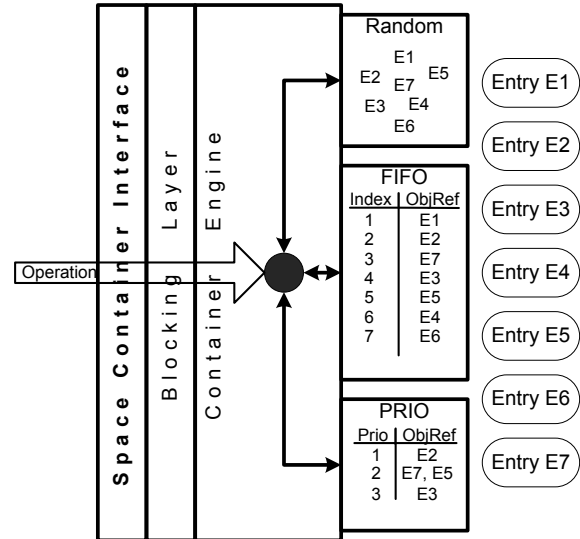 Space Container Interface
Blocking Layer
Container Engine
Operation
Random
E1
E2 E5
E7
E3 E4
E6
FIFO
Index ObjRef
1 E1
2 E2
3 E7
4 E3
5 E5
6 E4
7 E6
PRIO
Prio ObjRef
1 E2
2 E7, E5
3 E3
Entry E1
Entry E2
Entry E3
Entry E4
Entry E5
Entry E6
Entry E7